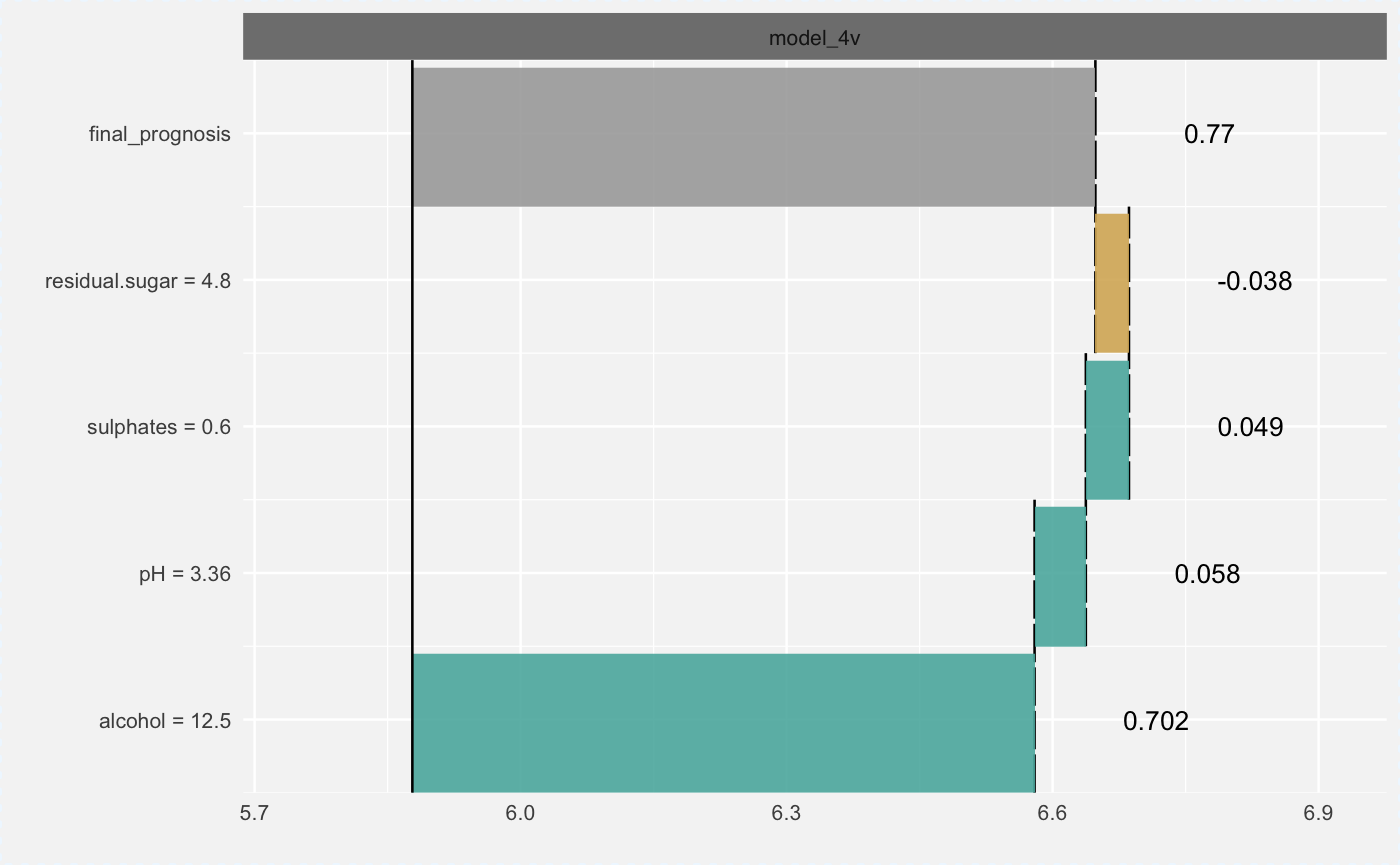 model_4v
final_prognosis
0.77
residual.sugar = 4.8
-0.038
sulphates = 0.6
0.049
pH = 3.36
0.058
alcohol = 12.5
0.702
5.7 6.0 6.3 6.6 6.9